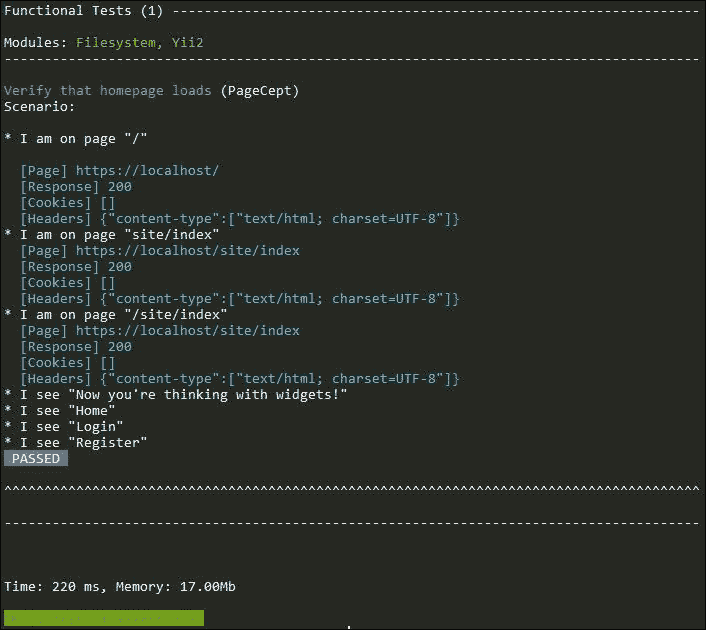 Functional Tests (1) ------------------------------------------------------------------
Modules: Filesystem, Yii2
---------------------------------------------------------------------------------------
Verify that homepage loads (PageCept)
Scenario:
* I am on page "/"
[Page] https://localhost/
[Response] 200
[Cookies] []
[Headers] {"content-type":["text/html; charset=UTF-8"]}
* I am on page "site/index"
[Page] https://localhost/site/index
[Response] 200
[Cookies] []
[Headers] {"content-type":["text/html; charset=UTF-8"]}
* I am on page "/site/index"
[Page] https://localhost/site/index
[Response] 200
[Cookies] []
[Headers] {"content-type":["text/html; charset=UTF-8"]}
* I see "Now you're thinking with widgets!"
* I see "Home"
* I see "Login"
* I see "Register"
PASSED
^^^^^^^^^^^^^^^^^^^^^^^^^^^^^^^^^^^^^^^^^^^^^^^^^^^^^^^^^^^^^^^^^^^^^^^^^^^^^^^^^^^^^^^
---------------------------------------------------------------------------------------
Time: 220 ms, Memory: 17.00Mb